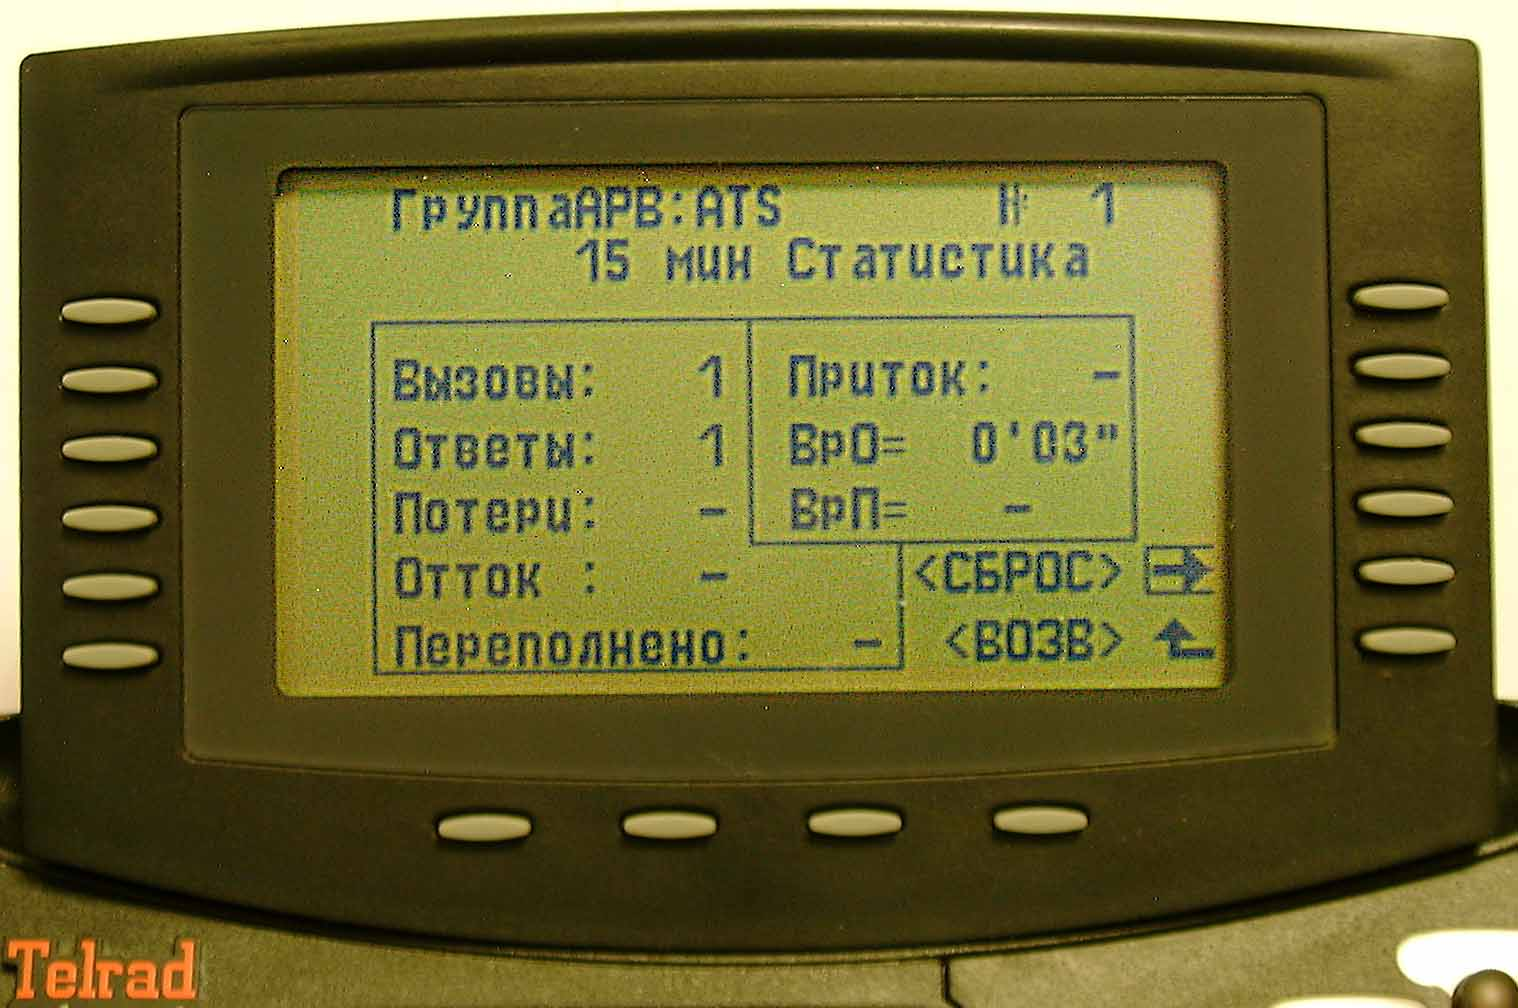 ГруппаАРВ:ATS # 1
15 мин Статистика
Вызовы: 1
Ответы: 1
Потери: -
Отток : -
Переполнено: -
Приток: -
ВрО= 0'03"
ВрП= -
<СБРОС>
<ВОЗВ>
Telrad